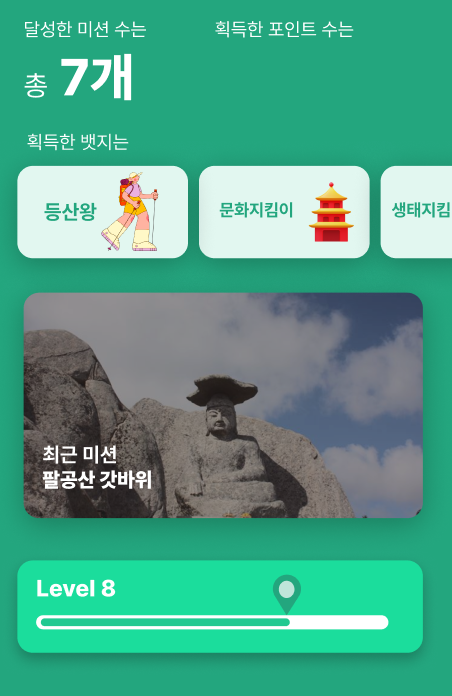 달성한 미션 수는
획득한 포인트 수는
총 7개
획득한 뱃지는
등산왕
문화지킴이
생태지킴
최근 미션
팔공산 갓바위
Level 8